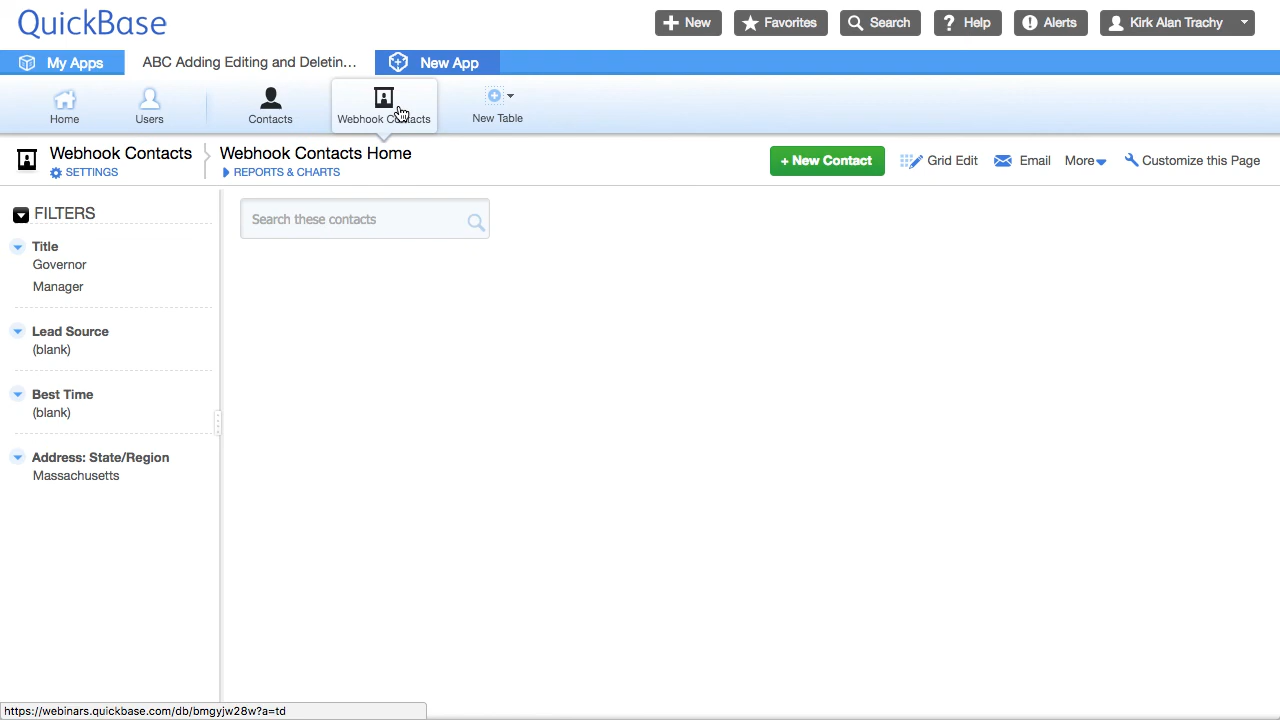 QuickBase
New
Favorites
Search
Help
Alerts
Kirk Alan Trachy
My Apps
ABC Adding Editing and Deletin...
New App
Home
Users
Contacts
Webhook Contacts
New Table
Webhook Contacts
SETTINGS
Webhook Contacts Home
REPORTS & CHARTS
+ New Contact
Grid Edit
Email
More
Customize this Page
FILTERS
Title
Governor
Manager
Lead Source
(blank)
Best Time
(blank)
Address: State/Region
Massachusetts
Search these contacts
https://webinars.quickbase.com/db/bmgyjw28w?a=td